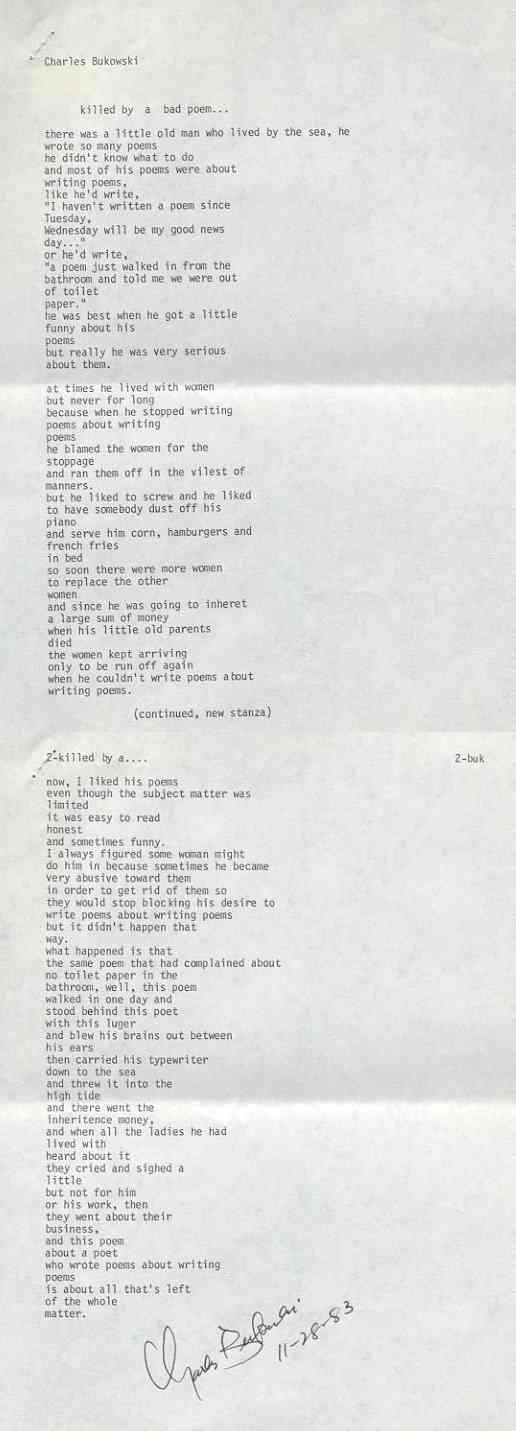 Charles Bukowski
killed by a bad poem...
there was a little old man who lived by the sea, he
wrote so many poems
he didn't know what to do
and most of his poems were about
writing poems,
like he'd write,
"I haven't written a poem since
Tuesday,
Wednesday will be my good news
day..."
or he'd write,
"a poem just walked in from the
bathroom and told me we were out
of toilet
paper."
he was best when he got a little
funny about his
poems
but really he was very serious
about them.
at times he lived with women
but never for long
because when he stopped writing
poems about writing
poems
he blamed the women for the
stoppage
and ran them off in the vilest of
manners.
but he liked to screw and he liked
to have somebody dust off his
piano
and serve him corn, hamburgers and
french fries
in bed
so soon there were more women
to replace the other
women
and since he was going to inheret
a large sum of money
when his little old parents
died
the women kept arriving
only to be run off again
when he couldn't write poems about
writing poems.
(continued, new stanza)
2-killed by a.... 2-buk
now, I liked his poems
even though the subject matter was
limited
it was easy to read
honest
and sometimes funny.
I always figured some woman might
do him in because sometimes he became
very abusive toward them
in order to get rid of them so
they would stop blocking his desire to
write poems about writing poems
but it didn't happen that
way.
what happened is that
the same poem that had complained about
no toilet paper in the
bathroom, well, this poem
walked in one day and
stood behind this poet
with this luger
and blew his brains out between
his ears
then carried his typewriter
down to the sea
and threw it into the
high tide
and there went the
inheritence money,
and when all the ladies he had
lived with
heard about it
they cried and sighed a
little
but not for him
or his work, then
they went about their
business,
and this poem
about a poet
who wrote poems about writing
poems
is about all that's left
of the whole
matter.
Charles Bukowski
11-28-83